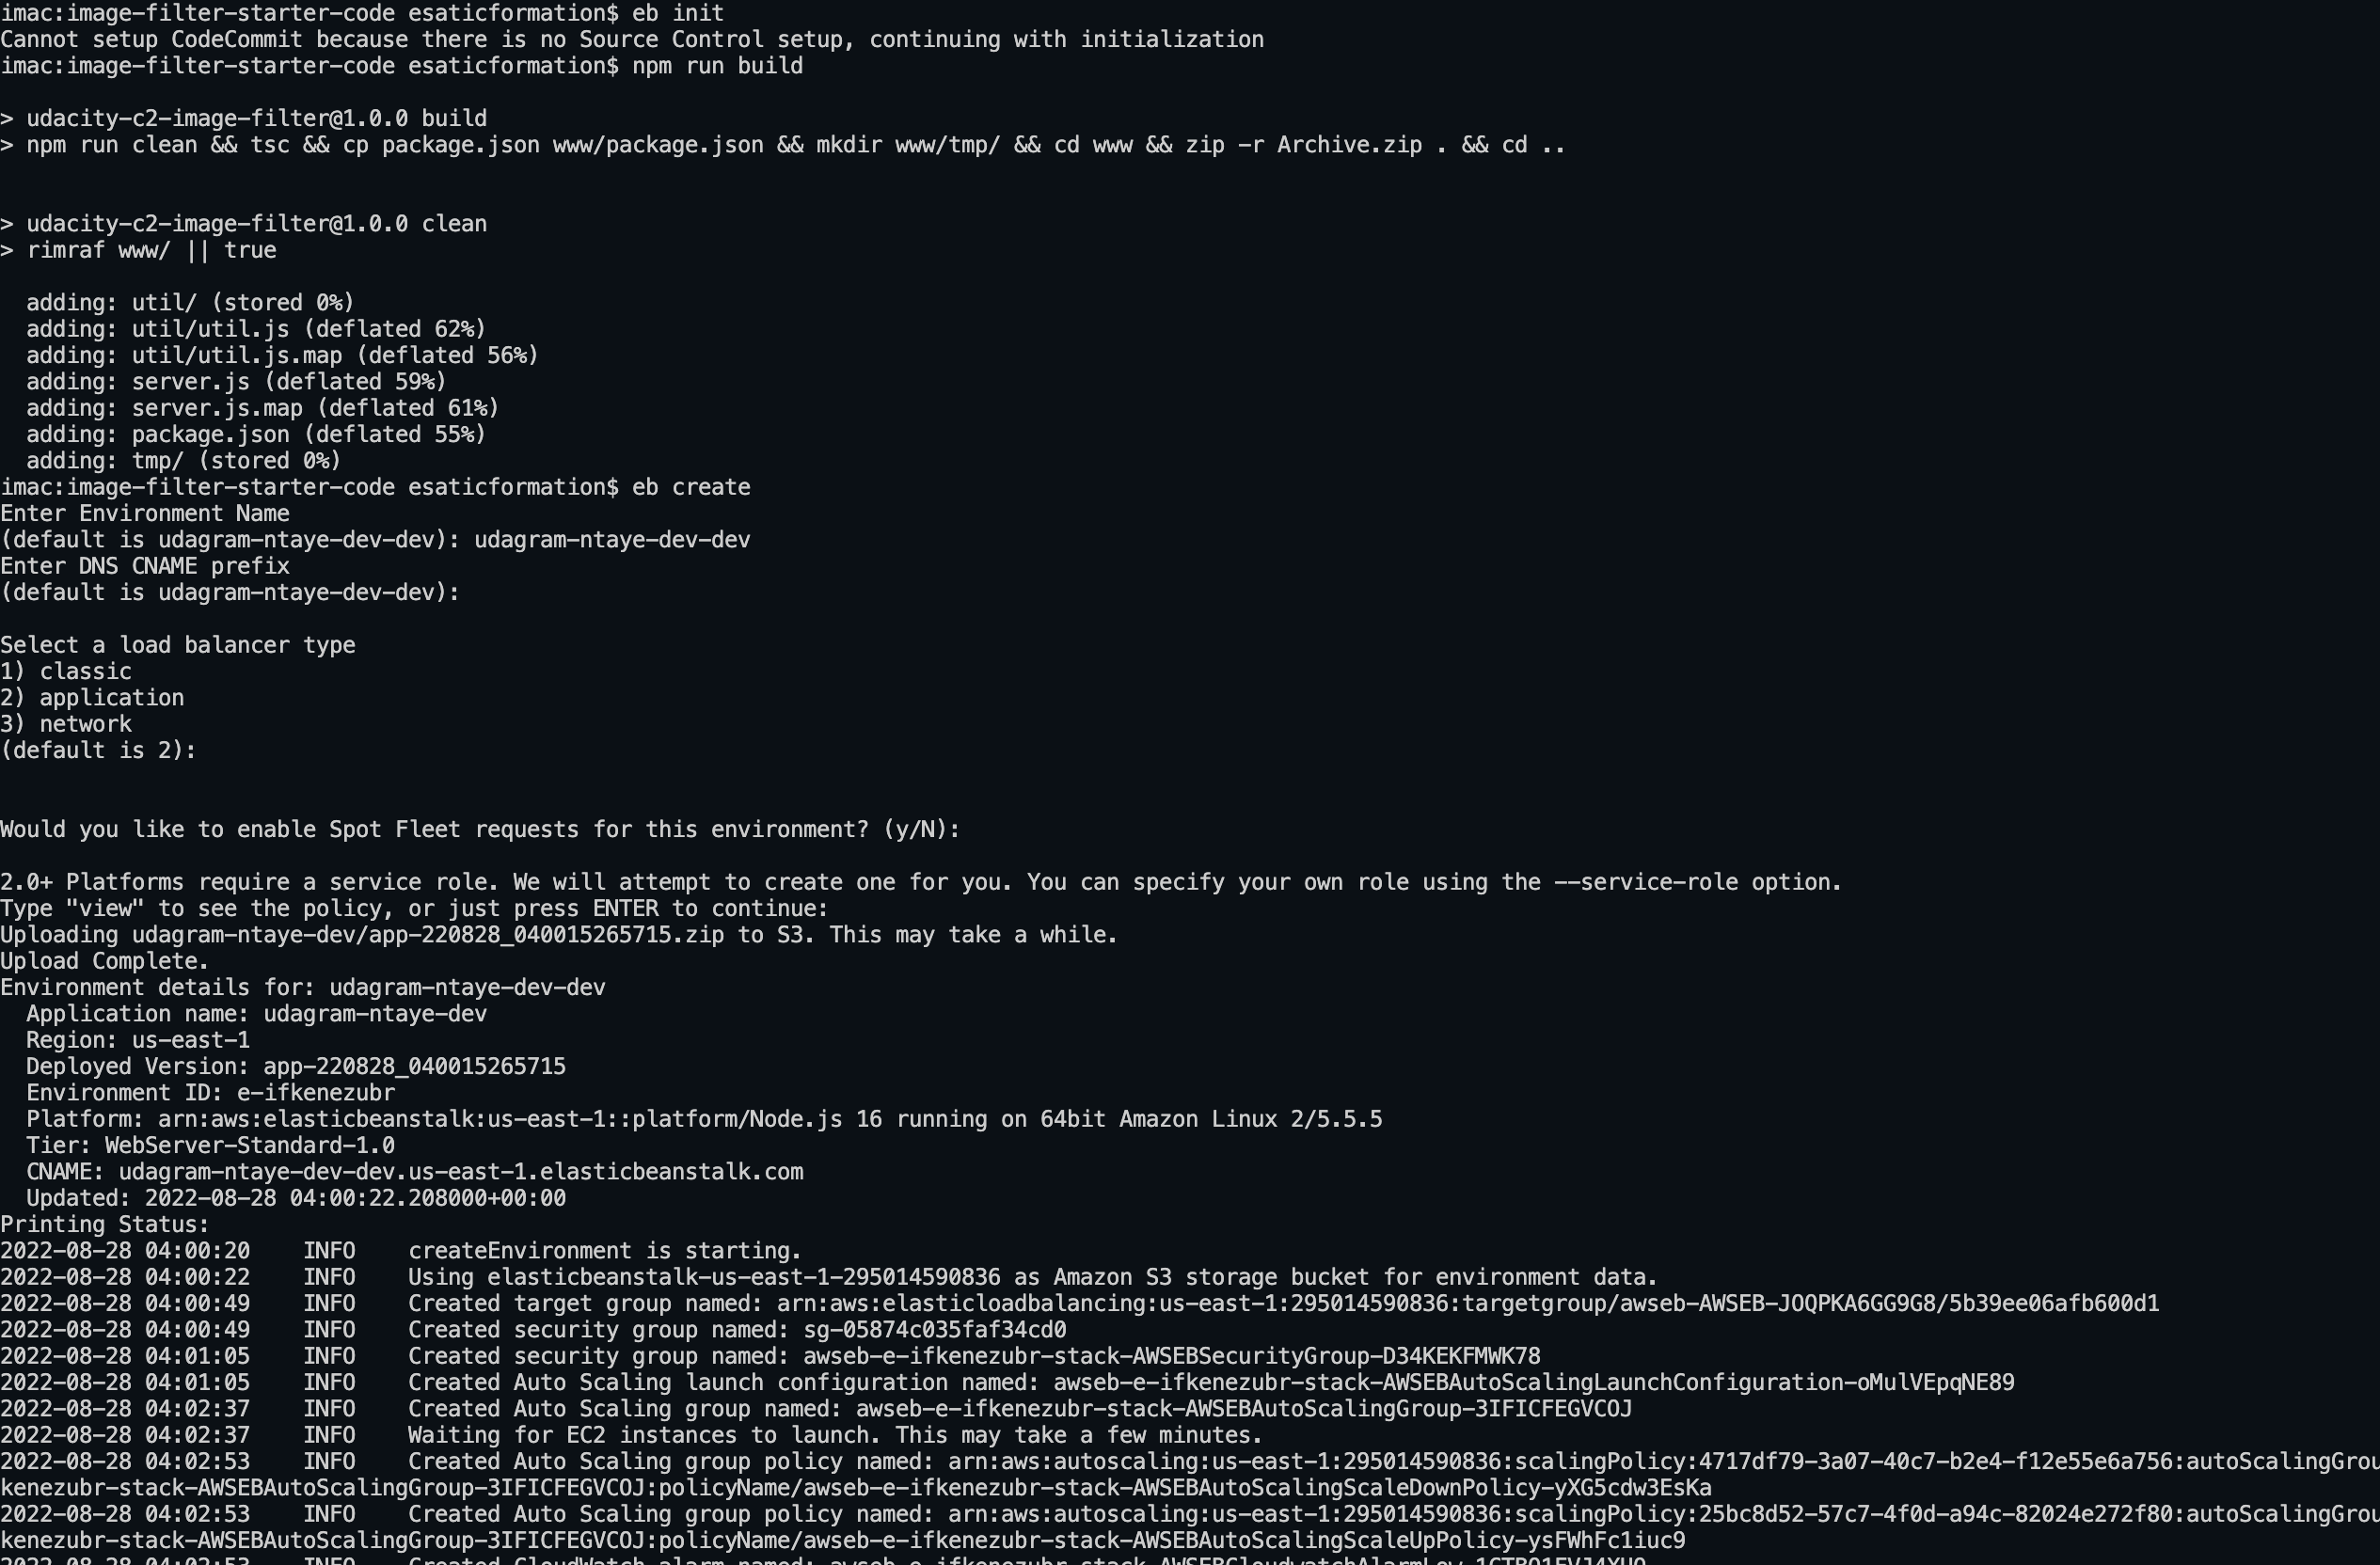 imac:image-filter-starter-code esaticformation$ eb init
Cannot setup CodeCommit because there is no Source Control setup, continuing with initialization
imac:image-filter-starter-code esaticformation$ npm run build
> udacity-c2-image-filter@1.0.0 build
> npm run clean && tsc && cp package.json www/package.json && mkdir www/tmp/ && cd www && zip -r Archive.zip . && cd ..
> udacity-c2-image-filter@1.0.0 clean
> rimraf www/ || true
adding: util/ (stored 0%)
adding: util/util.js (deflated 62%)
adding: util/util.js.map (deflated 56%)
adding: server.js (deflated 59%)
adding: server.js.map (deflated 61%)
adding: package.json (deflated 55%)
adding: tmp/ (stored 0%)
imac:image-filter-starter-code esaticformation$ eb create
Enter Environment Name
(default is udagram-ntaye-dev-dev): udagram-ntaye-dev-dev
Enter DNS CNAME prefix
(default is udagram-ntaye-dev-dev):
Select a load balancer type
1) classic
2) application
3) network
(default is 2):
Would you like to enable Spot Fleet requests for this environment? (y/N):
2.0+ Platforms require a service role. We will attempt to create one for you. You can specify your own role using the --service-role option.
Type "view" to see the policy, or just press ENTER to continue:
Uploading udagram-ntaye-dev/app-220828_040015265715.zip to S3. This may take a while.
Upload Complete.
Environment details for: udagram-ntaye-dev-dev
Application name: udagram-ntaye-dev
Region: us-east-1
Deployed Version: app-220828_040015265715
Environment ID: e-ifkenezubr
Platform: arn:aws:elasticbeanstalk:us-east-1::platform/Node.js 16 running on 64bit Amazon Linux 2/5.5.5
Tier: WebServer-Standard-1.0
CNAME: udagram-ntaye-dev-dev.us-east-1.elasticbeanstalk.com
Updated: 2022-08-28 04:00:22.208000+00:00
Printing Status:
2022-08-28 04:00:20 INFO createEnvironment is starting.
2022-08-28 04:00:22 INFO Using elasticbeanstalk-us-east-1-295014590836 as Amazon S3 storage bucket for environment data.
2022-08-28 04:00:49 INFO Created target group named: arn:aws:elasticloadbalancing:us-east-1:295014590836:targetgroup/awseb-AWSEB-JOQPKA6GG9G8/5b39ee06afb600d1
2022-08-28 04:00:49 INFO Created security group named: sg-05874c035faf34cd0
2022-08-28 04:01:05 INFO Created security group named: awseb-e-ifkenezubr-stack-AWSEBSecurityGroup-D34KEKFMWK78
2022-08-28 04:01:05 INFO Created Auto Scaling launch configuration named: awseb-e-ifkenezubr-stack-AWSEBAutoScalingLaunchConfiguration-oMulVEpqNE89
2022-08-28 04:02:37 INFO Created Auto Scaling group named: awseb-e-ifkenezubr-stack-AWSEBAutoScalingGroup-3IFICFEGVCOJ
2022-08-28 04:02:37 INFO Waiting for EC2 instances to launch. This may take a few minutes.
2022-08-28 04:02:53 INFO Created Auto Scaling group policy named: arn:aws:autoscaling:us-east-1:295014590836:scalingPolicy:4717df79-3a07-40c7-b2e4-f12e55e6a756:autoScalingGrou
kenezubr-stack-AWSEBAutoScalingGroup-3IFICFEGVCOJ:policyName/awseb-e-ifkenezubr-stack-AWSEBAutoScalingScaleDownPolicy-yXG5cdw3EsKa
2022-08-28 04:02:53 INFO Created Auto Scaling group policy named: arn:aws:autoscaling:us-east-1:295014590836:scalingPolicy:25bc8d52-57c7-4f0d-a94c-82024e272f80:autoScalingGrou
kenezubr-stack-AWSEBAutoScalingGroup-3IFICFEGVCOJ:policyName/awseb-e-ifkenezubr-stack-AWSEBAutoScalingScaleUpPolicy-ysFWhFc1iuc9
2022-08-28 04:02:53 INFO Created CloudWatch alarm named: